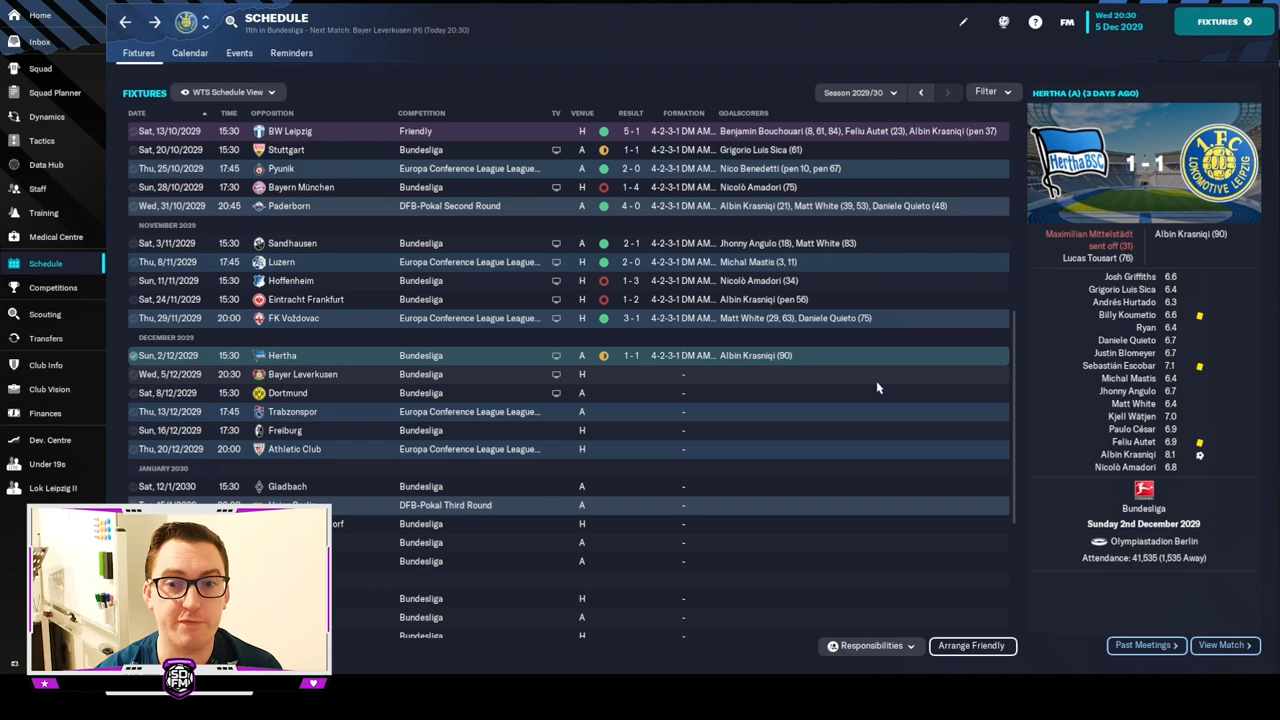 Home
SCHEDULE
11th in Bundesliga - Next Match: Bayer Leverkusen (H) (Today 20:30)
FM
Wed 20:30
5 Dec 2029
FIXTURES
Inbox
Squad
Squad Planner
Dynamics
Tactics
Data Hub
Staff
Training
Medical Centre
Schedule
Competitions
Scouting
Transfers
Club Info
Club Vision
Finances
Dev. Centre
Under 19s
Lok Leipzig II
Fixtures Calendar Events Reminders
FIXTURES WTS Schedule View Season 2029/30 Filter
DATE TIME OPPOSITION COMPETITION TV VENUE RESULT FORMATION GOALSCORERS
Sat, 13/10/2029 15:30 BW Leipzig Friendly H 5 - 1 4-2-3-1 DM AM... Benjamin Bouchouari (8, 61, 84), Feliu Autet (23), Albin Krasniqi (pen 37)
Sat, 20/10/2029 15:30 Stuttgart Bundesliga A 1 - 1 4-2-3-1 DM AM... Grigorio Luis Sica (61)
Thu, 25/10/2029 17:45 Pyunik Europa Conference League League... A 2 - 0 4-2-3-1 DM AM... Nico Benedetti (pen 10, pen 67)
Sun, 28/10/2029 17:30 Bayern München Bundesliga H 1 - 4 4-2-3-1 DM AM... Nicolò Amadori (75)
Wed, 31/10/2029 20:45 Paderborn DFB-Pokal Second Round A 4 - 0 4-2-3-1 DM AM... Albin Krasniqi (21), Matt White (39, 53), Daniele Quieto (48)
NOVEMBER 2029
Sat, 3/11/2029 15:30 Sandhausen Bundesliga A 2 - 1 4-2-3-1 DM AM... Jhonny Angulo (18), Matt White (83)
Thu, 8/11/2029 17:45 Luzern Europa Conference League League... H 2 - 0 4-2-3-1 DM AM... Michal Mastis (3, 11)
Sun, 11/11/2029 15:30 Hoffenheim Bundesliga H 1 - 3 4-2-3-1 DM AM... Nicolò Amadori (34)
Sat, 24/11/2029 15:30 Eintracht Frankfurt Bundesliga H 1 - 2 4-2-3-1 DM AM... Albin Krasniqi (pen 56)
Thu, 29/11/2029 20:00 FK Voždovac Europa Conference League League... H 3 - 1 4-2-3-1 DM AM... Matt White (29, 63), Daniele Quieto (75)
DECEMBER 2029
Sun, 2/12/2029 15:30 Hertha Bundesliga A 1 - 1 4-2-3-1 DM AM... Albin Krasniqi (90)
Wed, 5/12/2029 20:30 Bayer Leverkusen Bundesliga H -
Sat, 8/12/2029 15:30 Dortmund Bundesliga A -
Thu, 13/12/2029 17:45 Trabzonspor Europa Conference League League... A -
Sun, 16/12/2029 17:30 Freiburg Bundesliga H -
Thu, 20/12/2029 20:00 Athletic Club Europa Conference League League... H -
JANUARY 2030
Sat, 12/1/2030 15:30 Gladbach Bundesliga A -
DFB-Pokal Third Round A -
orf Bundesliga H -
Bundesliga A -
Bundesliga A -
Bundesliga H -
Bundesliga A -
Bundesliga H -
Responsibilities Arrange Friendly
HERTHA (A) (3 DAYS AGO)
Hertha BSC 1 - 1 1. FC LOKOMOTIVE LEIPZIG
Maximilian Mittelstädt
sent off (31)
Lucas Tousart (76)
Albin Krasniqi (90)
Josh Griffiths 6.6
Grigorio Luis Sica 6.4
Andrés Hurtado 6.3
Billy Koumetio 6.6
Ryan 6.4
Daniele Quieto 6.7
Justin Blomeyer 6.7
Sebastián Escobar 7.1
Michal Mastis 6.4
Jhonny Angulo 6.7
Matt White 6.4
Kjell Wätjen 7.0
Paulo César 6.9
Feliu Autet 6.9
Albin Krasniqi 8.1
Nicolò Amadori 6.8
Bundesliga
Sunday 2nd December 2029
Olympiastadion Berlin
Attendance: 41,535 (1,535 Away)
Past Meetings View Match
SDFM